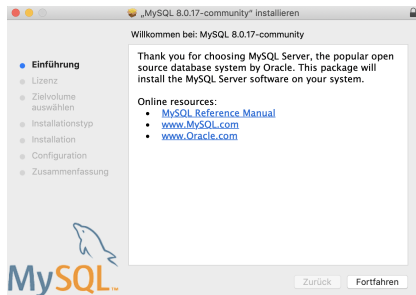 „MySQL 8.0.17-community“ installieren
Willkommen bei: MySQL 8.0.17-community
Einführung
Lizenz
Zielvolume
auswählen
Installationstyp
Installation
Configuration
Zusammenfassung
Thank you for choosing MySQL Server, the popular open
source database system by Oracle. This package will
install the MySQL Server software on your system.
Online resources:
• MySQL Reference Manual
• www.MySQL.com
• www.Oracle.com
MySQL™
Zurück
Fortfahren